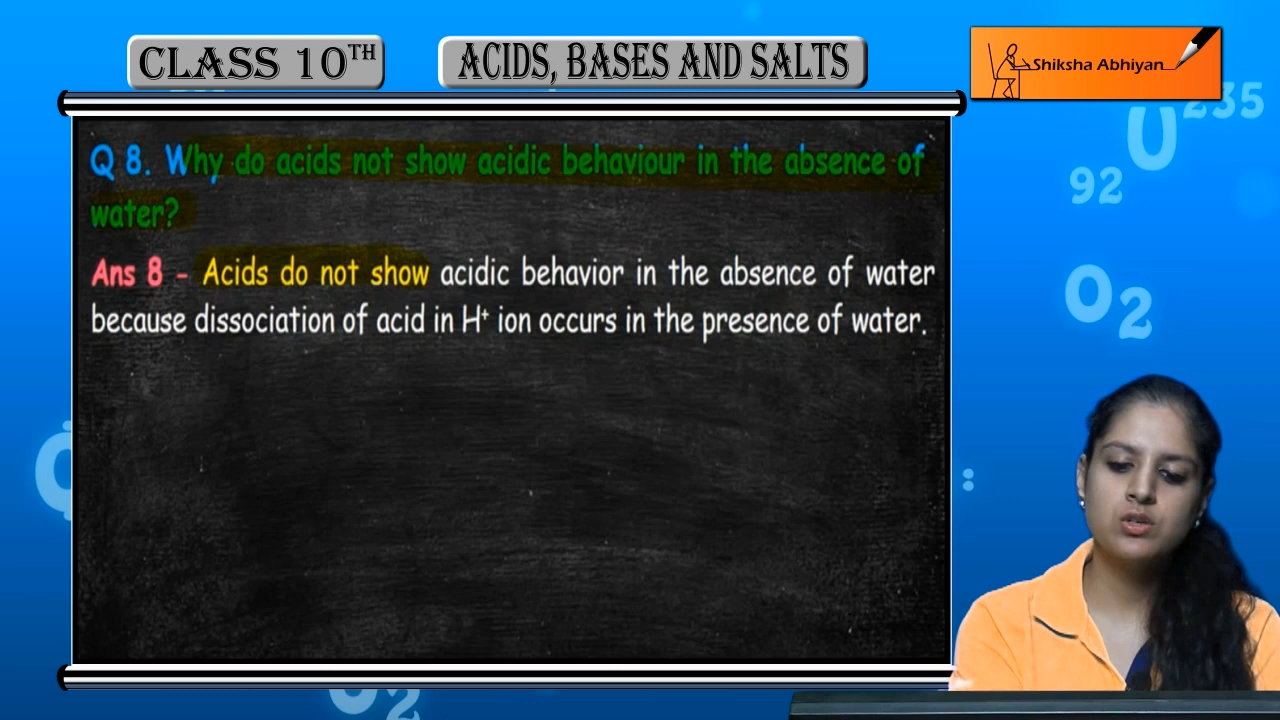 CLASS 10TH
ACIDS, BASES AND SALTS
Shiksha Abhiyan
Q 8. Why do acids not show acidic behaviour in the absence of
water?
Ans 8 - Acids do not show acidic behavior in the absence of water
because dissociation of acid in H⁺ ion occurs in the presence of water.
U235
92
O2
O2